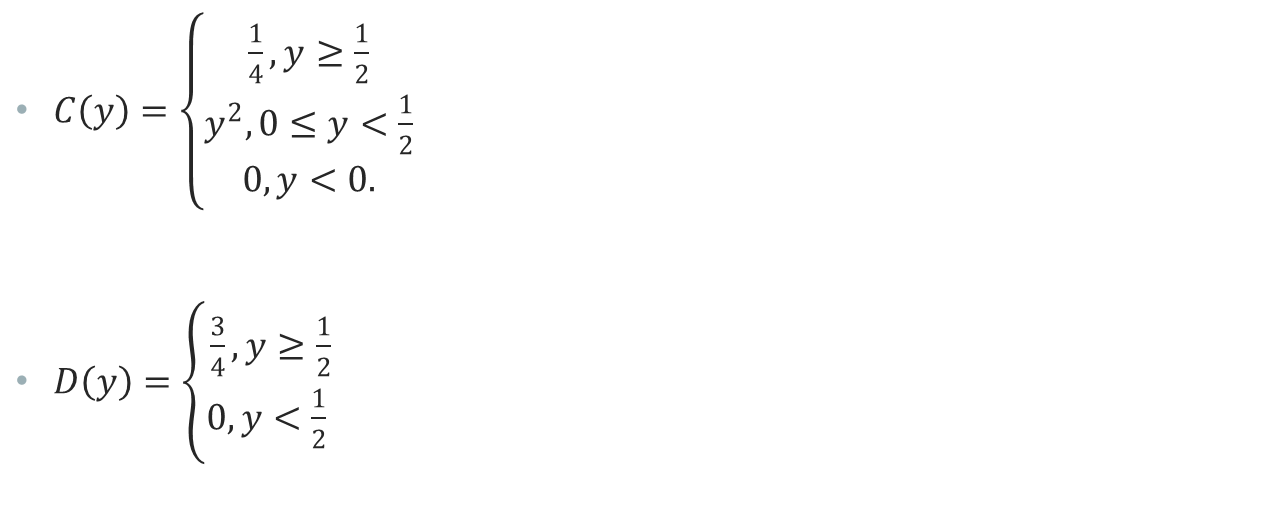 • C(y) = { 1/4, y ≥ 1/2
y², 0 ≤ y < 1/2
0, y < 0.
• D(y) = { 3/4, y ≥ 1/2
0, y < 1/2